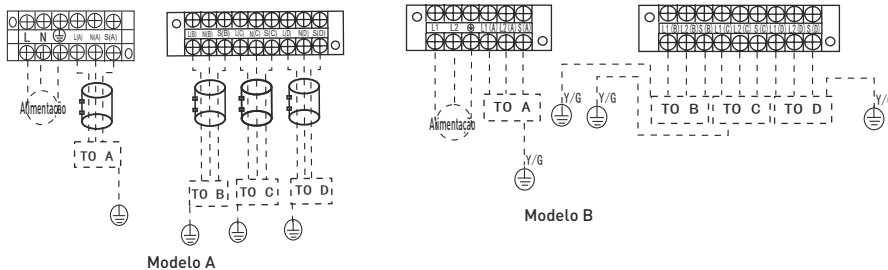 L N L(A) N(A) S(A)
Alimentação
TO A
L(B) N(B) S(B) L(C) N(C) S(C) L(D) N(D) S(D)
TO B TO C TO D
Modelo A
L1 L2 L1(A) L2(A) S(A)
Alimentação
TO A
Y/G
L1(B) L2(B) S(B) L1(C) L2(C) S(C) L1(D) L2(D) S(D)
Y/G Y/G Y/G
TO B TO C TO D
Modelo B